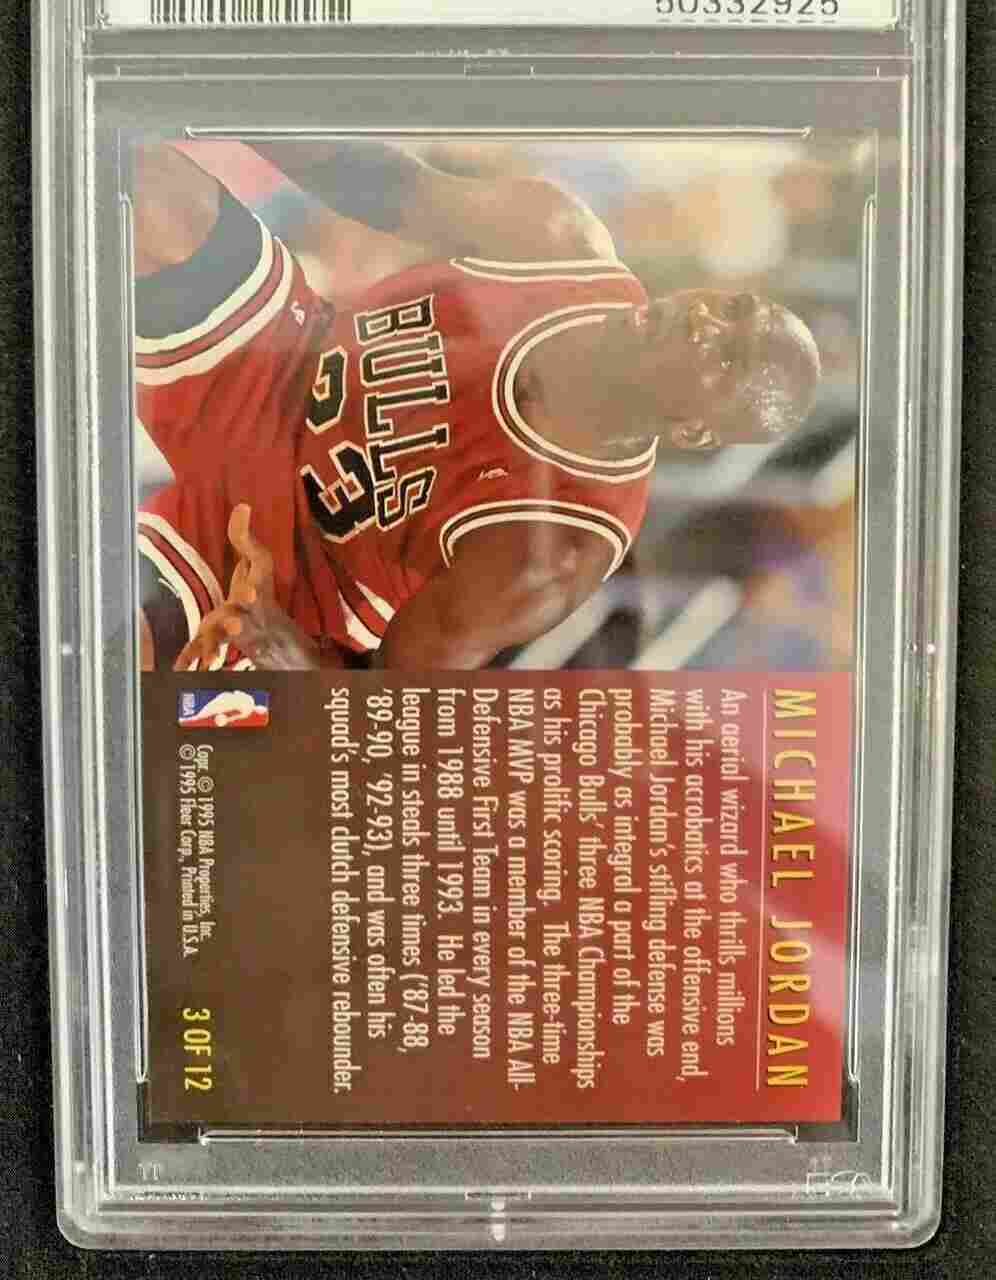 50332925
BULLS
23
MICHAEL JORDAN
An aerial wizard who thrills millions
with his acrobatics at the offensive end,
Michael Jordan's stifling defense was
probably as integral a part of the
Chicago Bulls' three NBA Championships
as his prolific scoring. The three-time
NBA MVP was a member of the NBA All-
Defensive First Team in every season
from 1988 until 1993. He led the
league in steals three times ('87-88,
'89-90, '92-93), and was often his
squad's most clutch defensive rebounder.
NBA
Copr. © 1995 NBA Properties, Inc.
© 1995 Fleer Corp., Printed in U.S.A.
3 OF 12